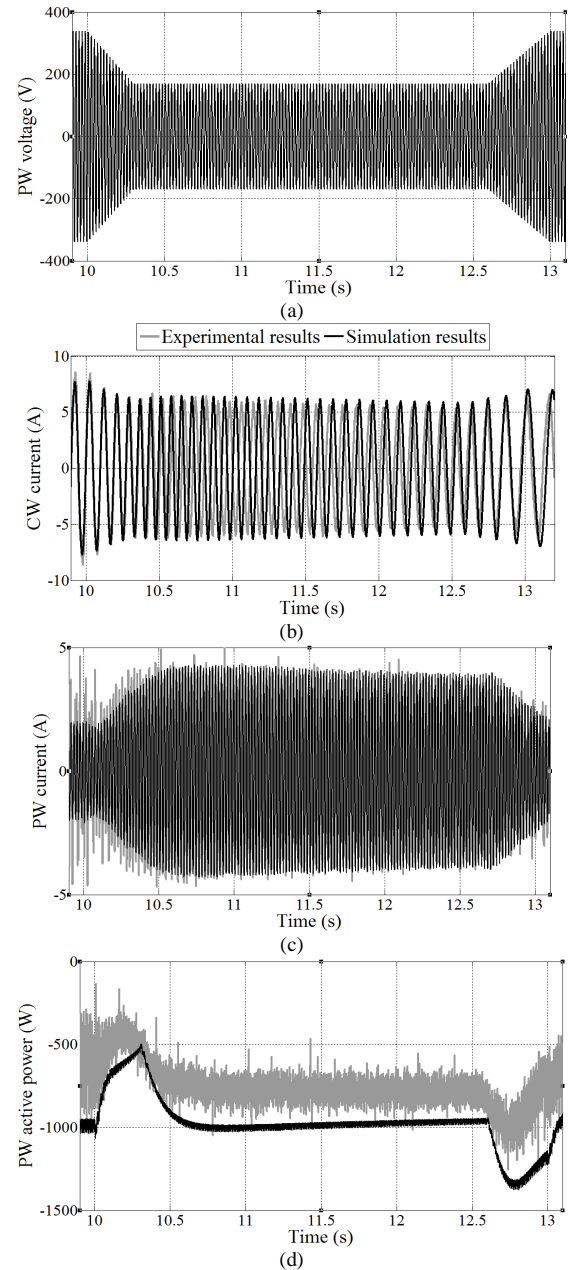 400
200
0
-200
-400
PW voltage (V)
10 10.5 11 11.5 12 12.5 13
Time (s)
(a)
Experimental results Simulation results
10
5
0
-5
-10
CW current (A)
10 10.5 11 11.5 12 12.5 13
Time (s)
(b)
5
0
-5
PW current (A)
10 10.5 11 11.5 12 12.5 13
Time (s)
(c)
0
-500
-1000
-1500
PW active power (W)
10 10.5 11 11.5 12 12.5 13
Time (s)
(d)